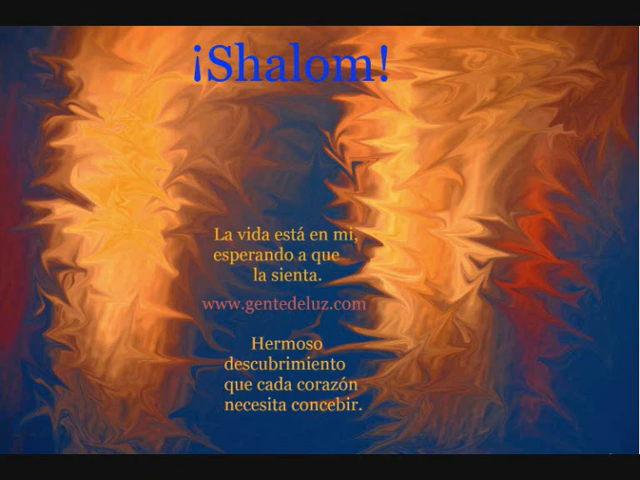 ¡Shalom!
La vida está en mi,
esperando a que
la sienta.
www.gentedeluz.com
Hermoso
descubrimiento
que cada corazón
necesita concebir.